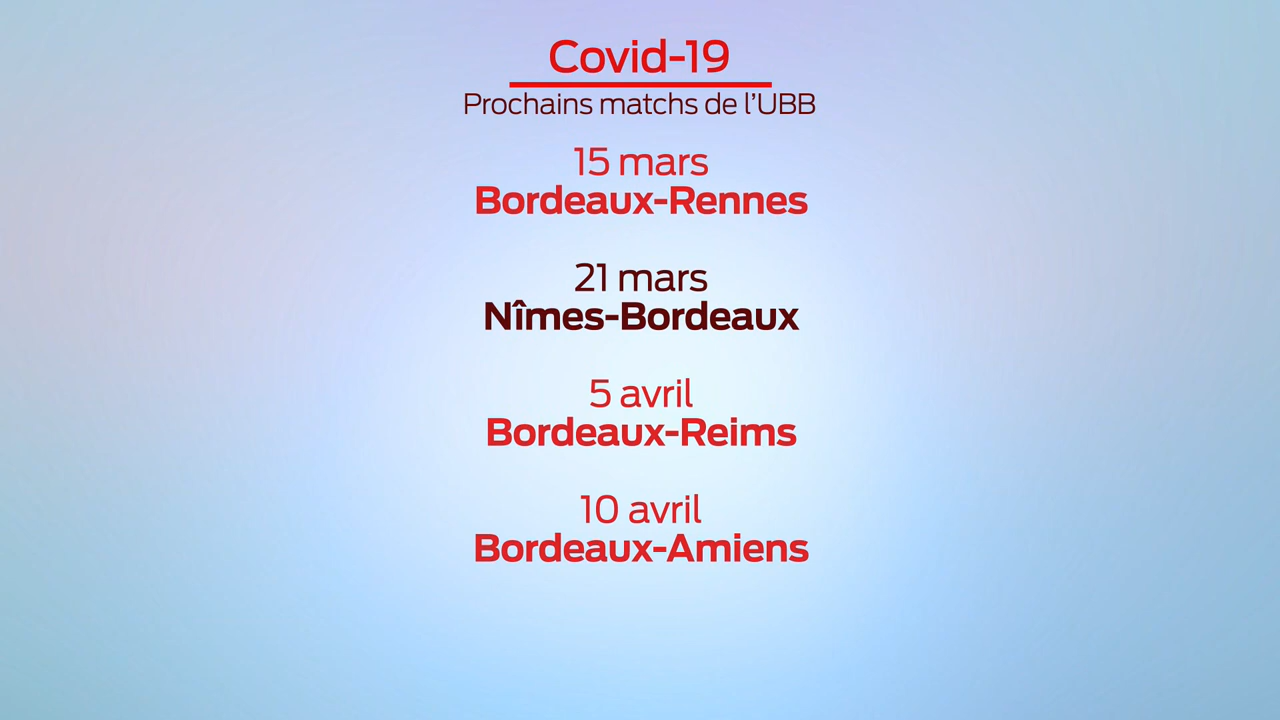 Covid-19
Prochains matchs de l’UBB
15 mars
Bordeaux-Rennes
21 mars
Nîmes-Bordeaux
5 avril
Bordeaux-Reims
10 avril
Bordeaux-Amiens